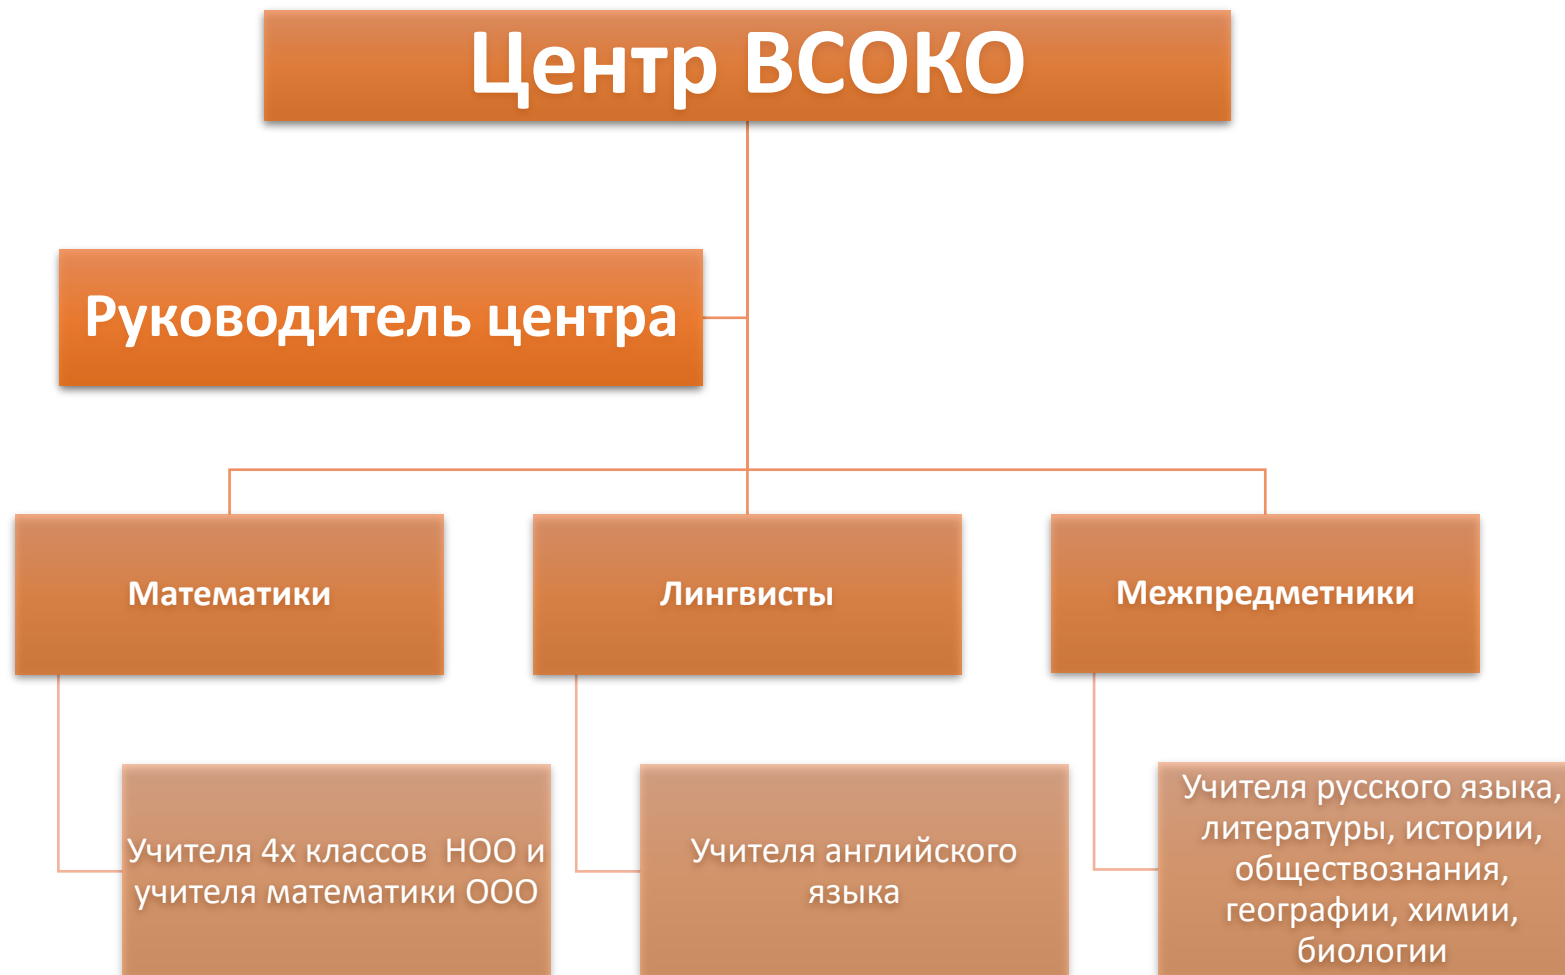 Центр ВСОКО
Руководитель центра
Математики
Лингвисты
Межпредметники
Учителя 4х классов  НОО и
учителя математики ООО
Учителя английского
языка
Учителя русского языка,
литературы, истории,
обществознания,
географии, химии,
биологии